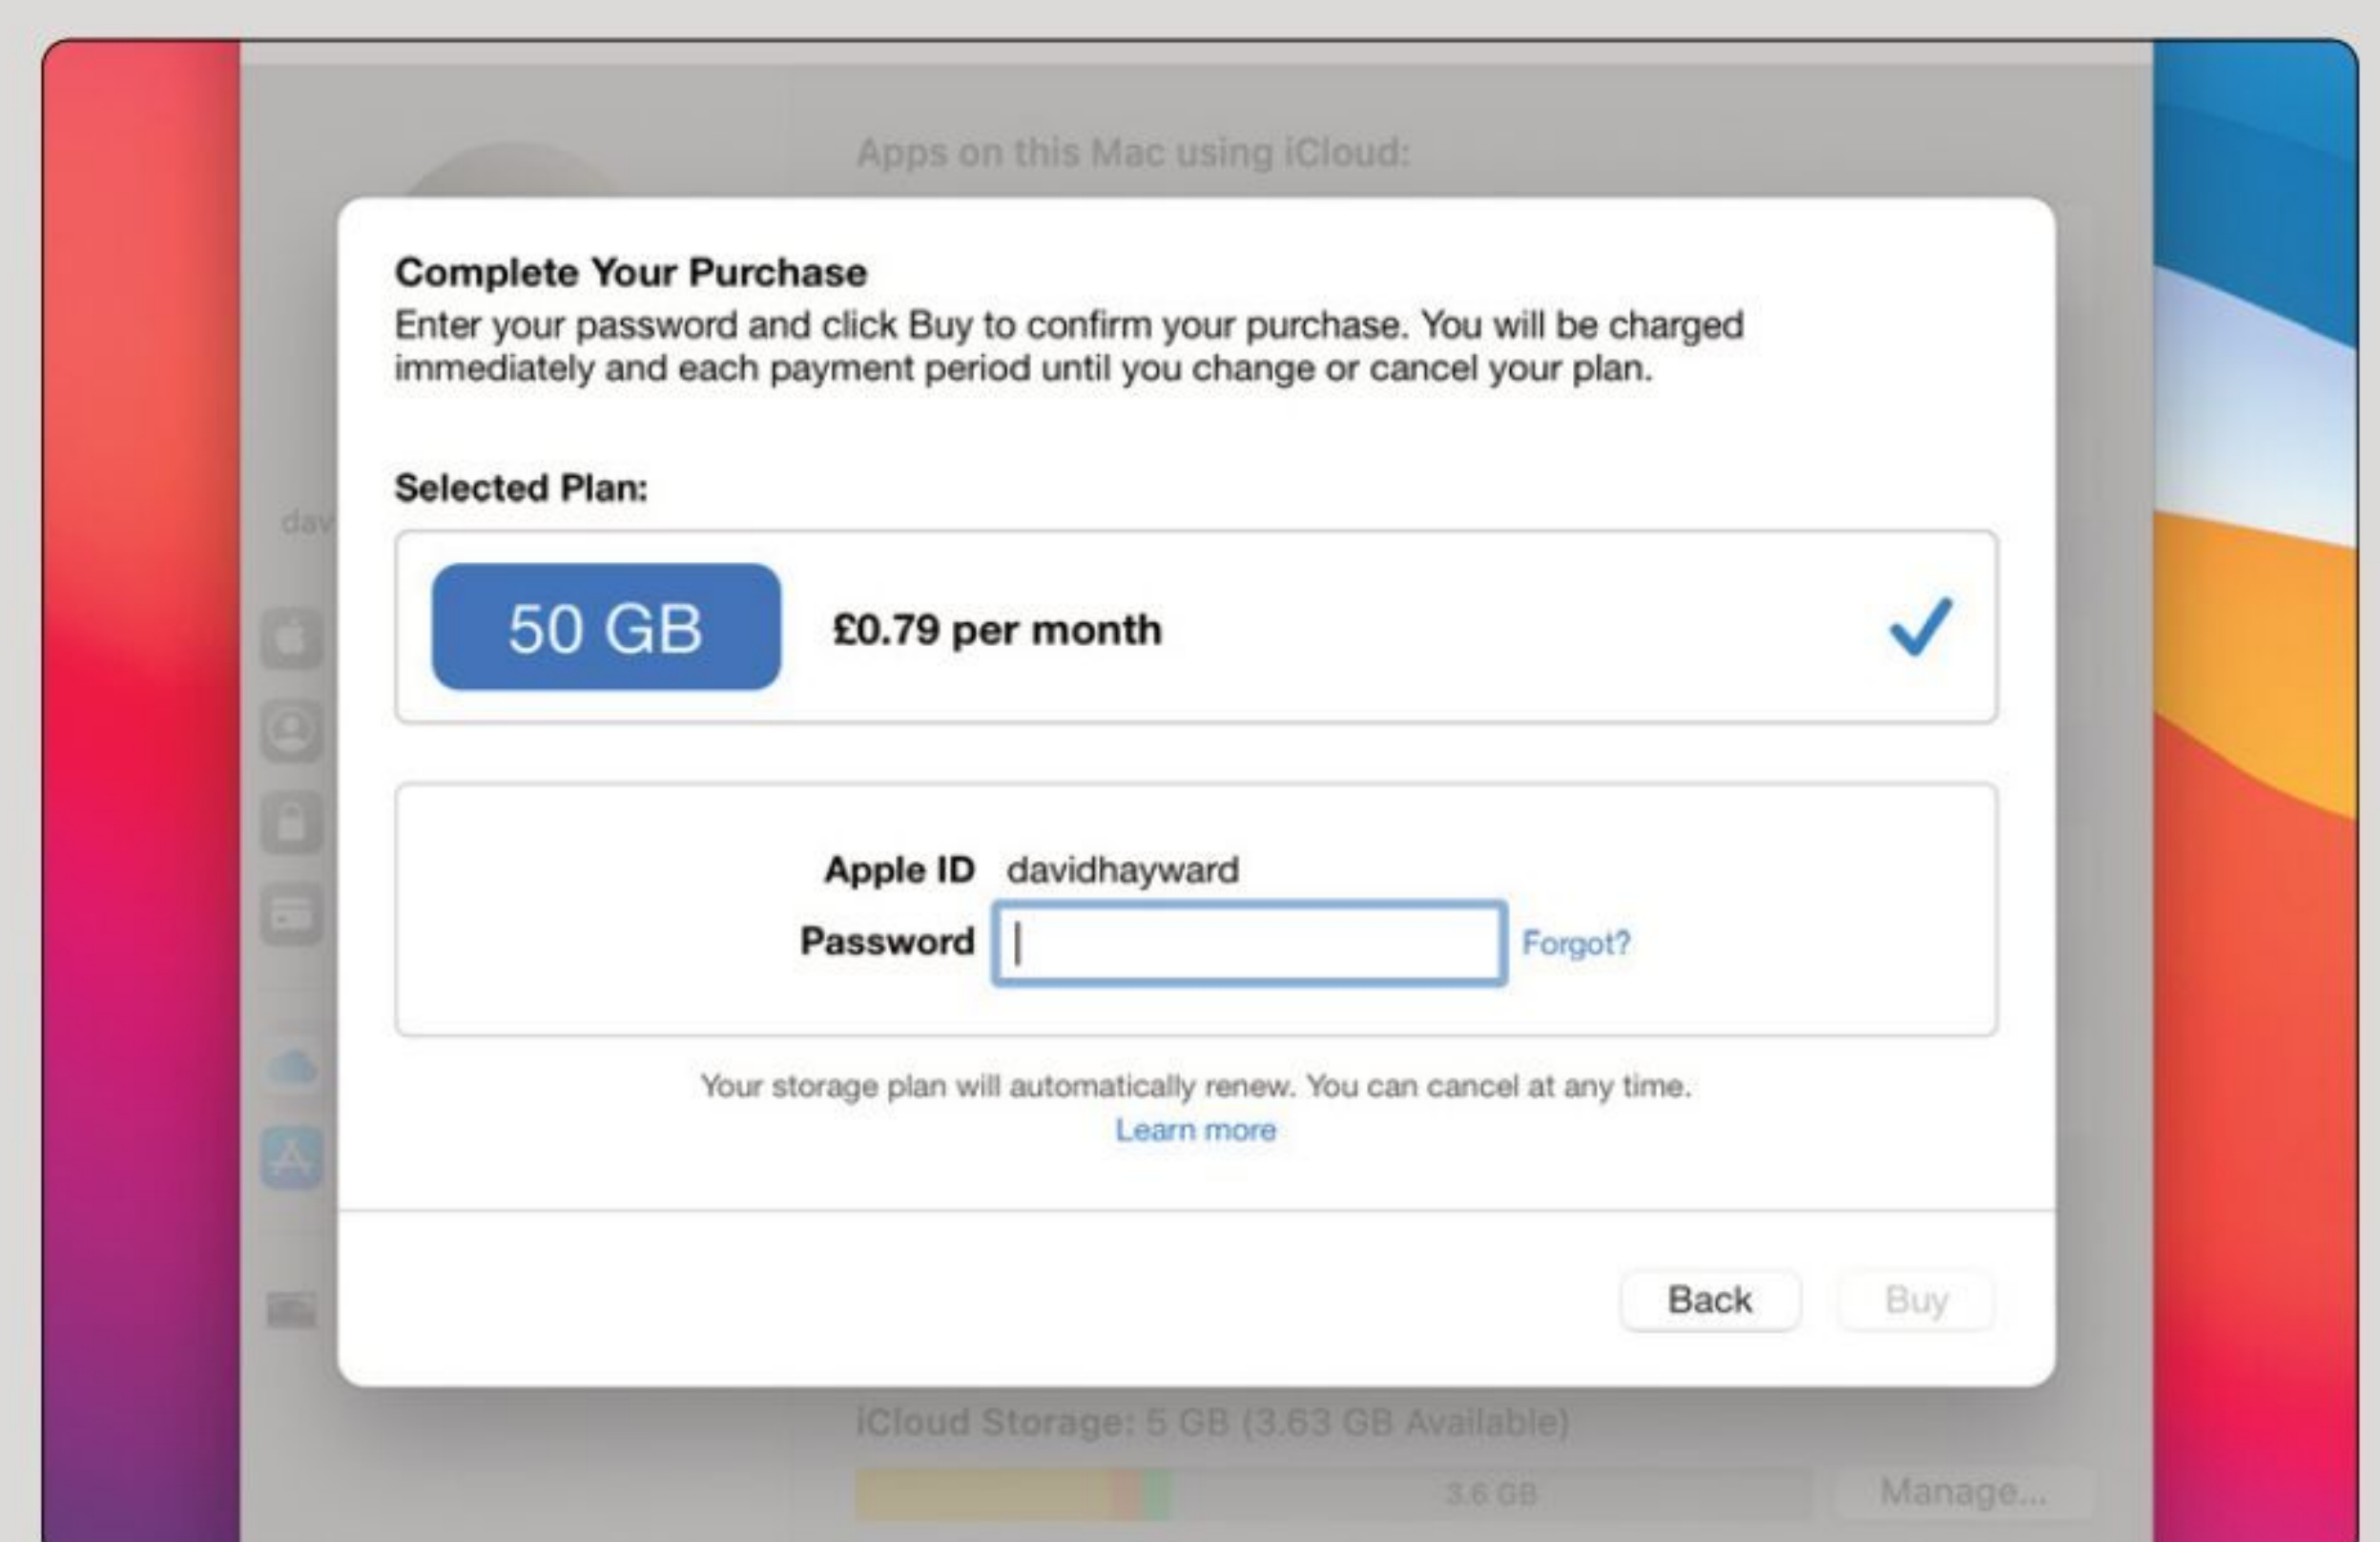 Apps on this Mac using iCloud:
Complete Your Purchase
Enter your password and click Buy to confirm your purchase. You will be charged
immediately and each payment period until you change or cancel your plan.
Selected Plan:
dav
50 GB £0.79 per month
Apple ID davidhayward
Password Forgot?
Your storage plan will automatically renew. You can cancel at any time.
Learn more
Back Buy
iCloud Storage: 5 GB (3.63 GB Available)
3.6 GB Manage...